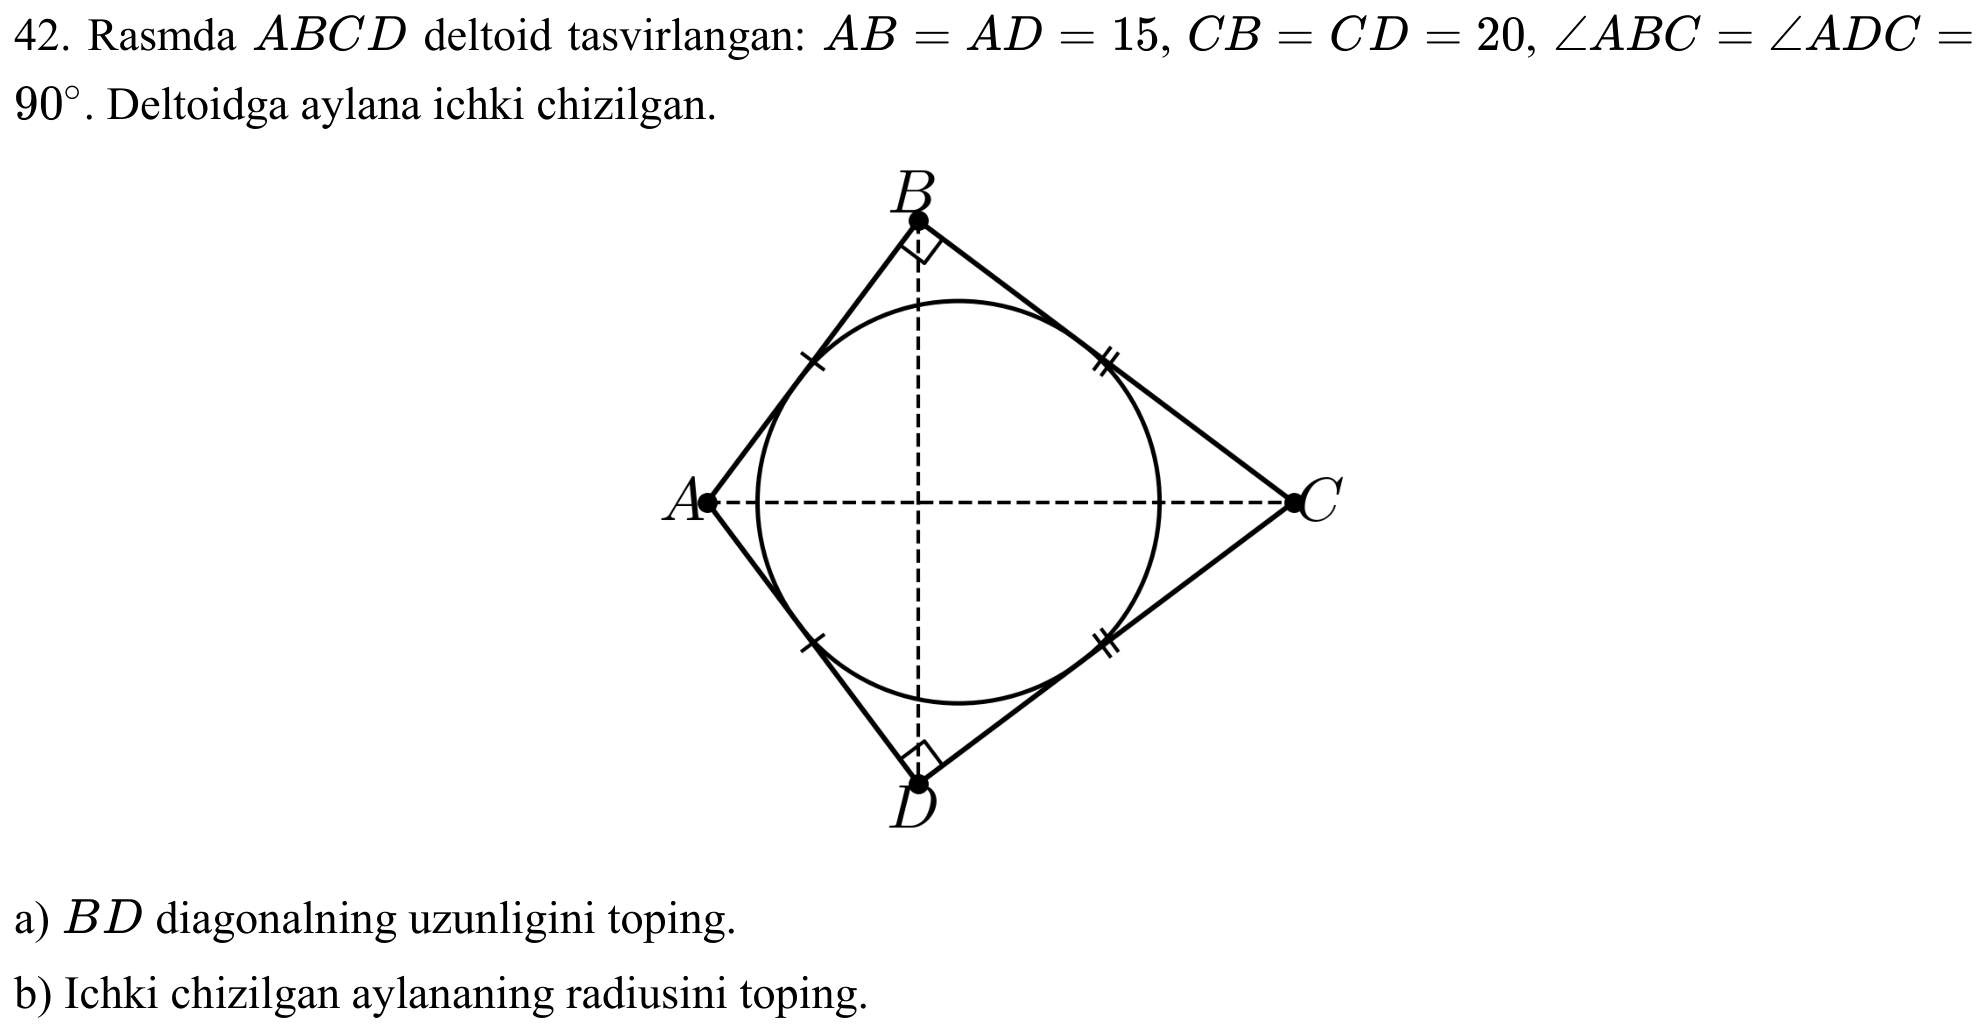 42. Rasmda ABCD deltoid tasvirlangan: AB = AD = 15, CB = CD = 20, ∠ABC = ∠ADC =
90°. Deltoidga aylana ichki chizilgan.
B
A
C
D
a) BD diagonalning uzunligini toping.
b) Ichki chizilgan aylananing radiusini toping.